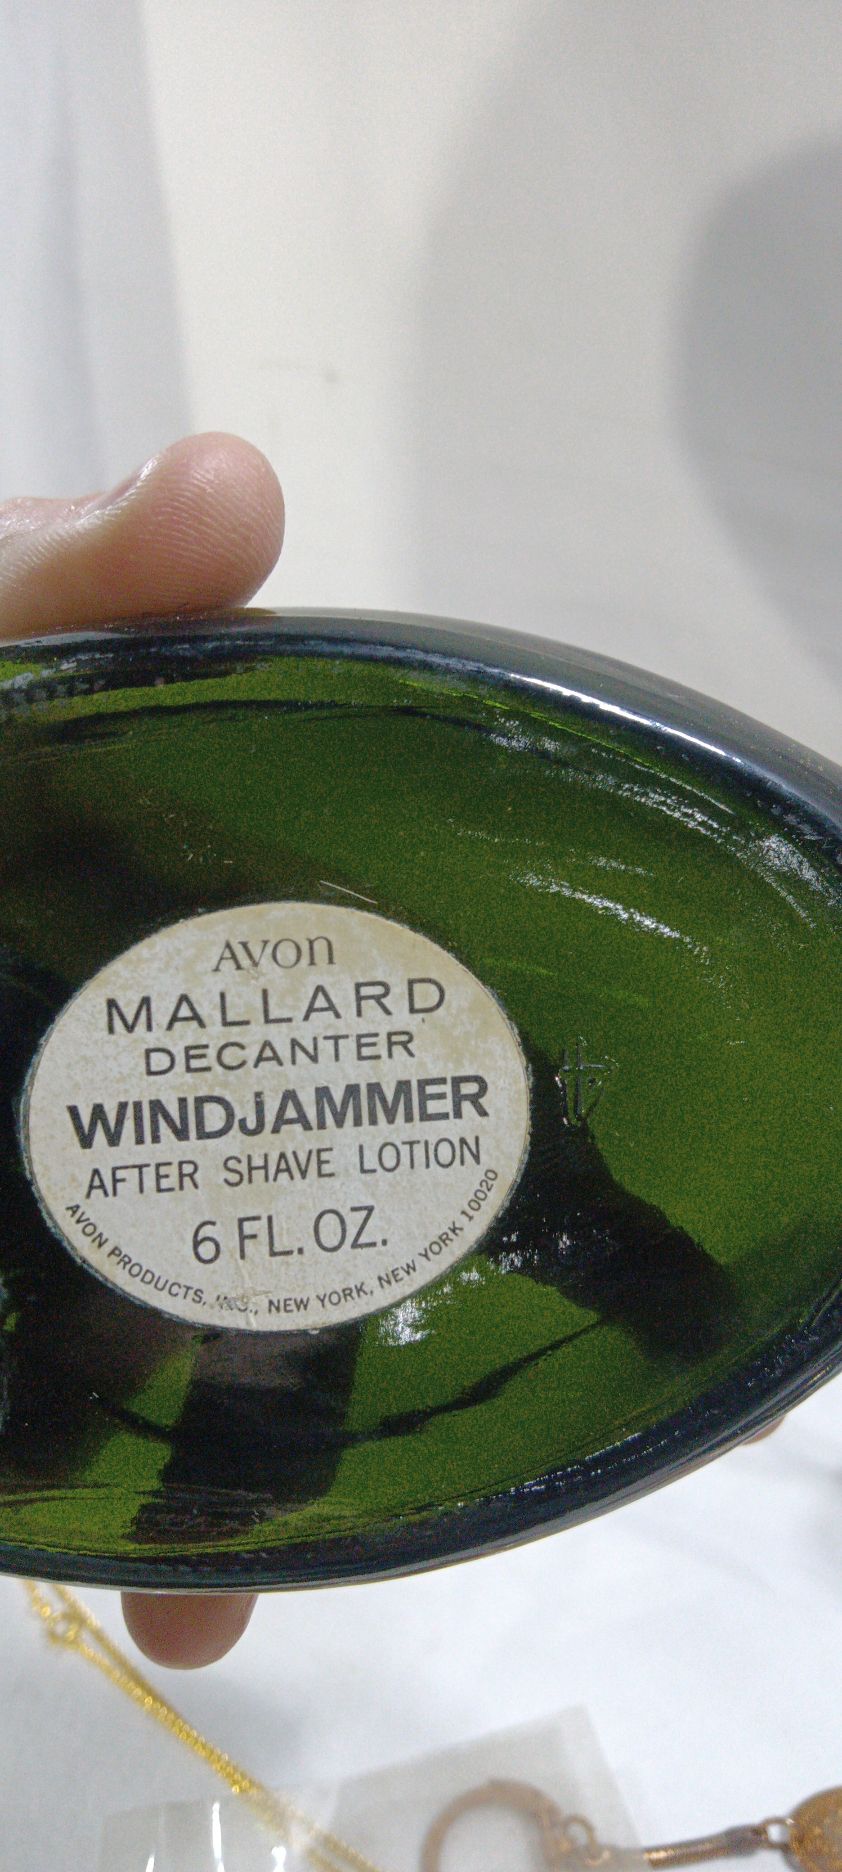 AVON
MALLARD
DECANTER
WINDJAMMER
AFTER SHAVE LOTION
6 FL. OZ.
AVON PRODUCTS, INC., NEW YORK, NEW YORK 10020